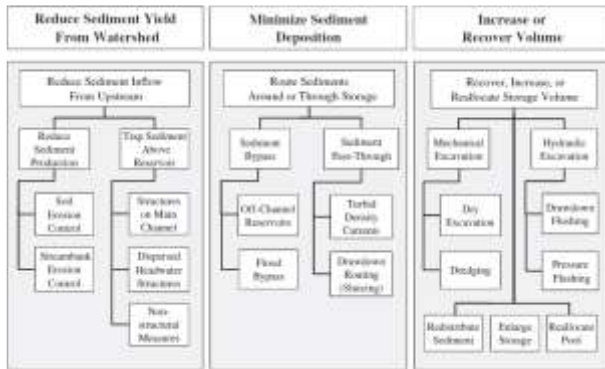 Reduce Sediment Yield
From Watershed
Minimize Sediment
Deposition
Increase or
Recover Volume
Reduce Sediment Inflow
From Upstream
Reduce
Sediment
Production
Trap Sediment
Above
Reservoir
Soil
Erosion
Control
Structures
on Main
Channel
Streambank
Erosion
Control
Dispersed
Headwater
Structures
Non-
structural
Measures
Route Sediments
Around or Through Storage
Sediment
Bypass
Sediment
Pass-Through
Off-Channel
Reservoirs
Turbid
Density
Currents
Flood
Bypass
Drawdown
Routing
(Sluicing)
Recover, Increase, or
Reallocate Storage Volume
Mechanical
Excavation
Hydraulic
Excavation
Dry
Excavation
Drawdown
Flushing
Dredging
Pressure
Flushing
Redistribute
Sediment
Enlarge
Storage
Reallocate
Pool